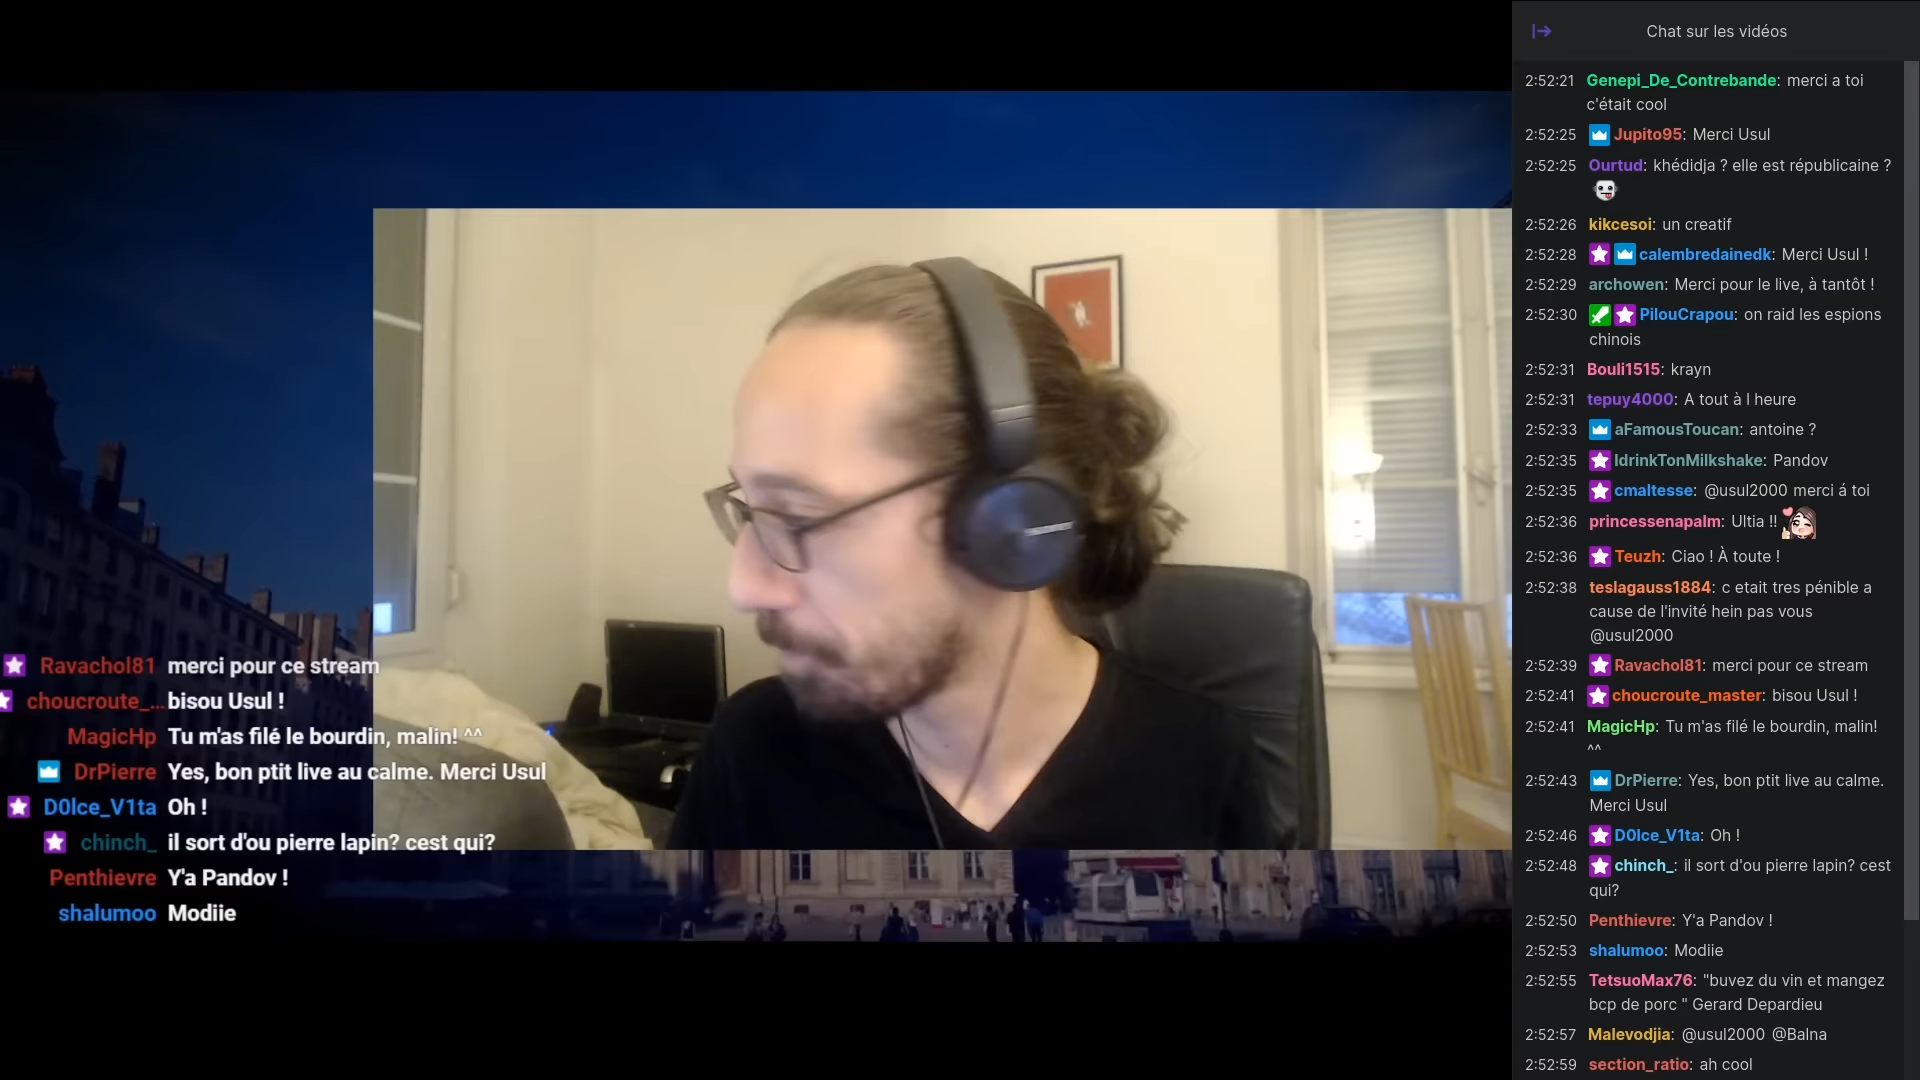 Ravachol81 merci pour ce stream
choucroute_... bisou Usul !
MagicHp Tu m'as filé le bourdin, malin! ^^
DrPierre Yes, bon ptit live au calme. Merci Usul
D0lce_V1ta Oh !
chinch_ il sort d'ou pierre lapin? cest qui?
Penthievre Y'a Pandov !
shalumoo Modiie
Chat sur les vidéos
2:52:21 Genepi_De_Contrebande: merci a toi
c'était cool
2:52:25 Jupito95: Merci Usul
2:52:25 Ourtud: khédidja ? elle est républicaine ?
2:52:26 kikcesoi: un creatif
2:52:28 calembredainedk: Merci Usul !
2:52:29 archowen: Merci pour le live, à tantôt !
2:52:30 PilouCrapou: on raid les espions
chinois
2:52:31 Bouli1515: krayn
2:52:31 tepuy4000: A tout à l heure
2:52:33 aFamousToucan: antoine ?
2:52:35 IdrinkTonMilkshake: Pandov
2:52:35 cmaltesse: @usul2000 merci á toi
2:52:36 princessenapalm: Ultia !!
2:52:36 Teuzh: Ciao ! À toute !
2:52:38 teslagauss1884: c etait tres pénible a
cause de l'invité hein pas vous
@usul2000
2:52:39 Ravachol81: merci pour ce stream
2:52:41 choucroute_master: bisou Usul !
2:52:41 MagicHp: Tu m'as filé le bourdin, malin!
^^
2:52:43 DrPierre: Yes, bon ptit live au calme.
Merci Usul
2:52:46 D0lce_V1ta: Oh !
2:52:48 chinch_: il sort d'ou pierre lapin? cest
qui?
2:52:50 Penthievre: Y'a Pandov !
2:52:53 shalumoo: Modiie
2:52:55 TetsuoMax76: "buvez du vin et mangez
bcp de porc " Gerard Depardieu
2:52:57 Malevodjia: @usul2000 @Balna
2:52:59 section_ratio: ah cool